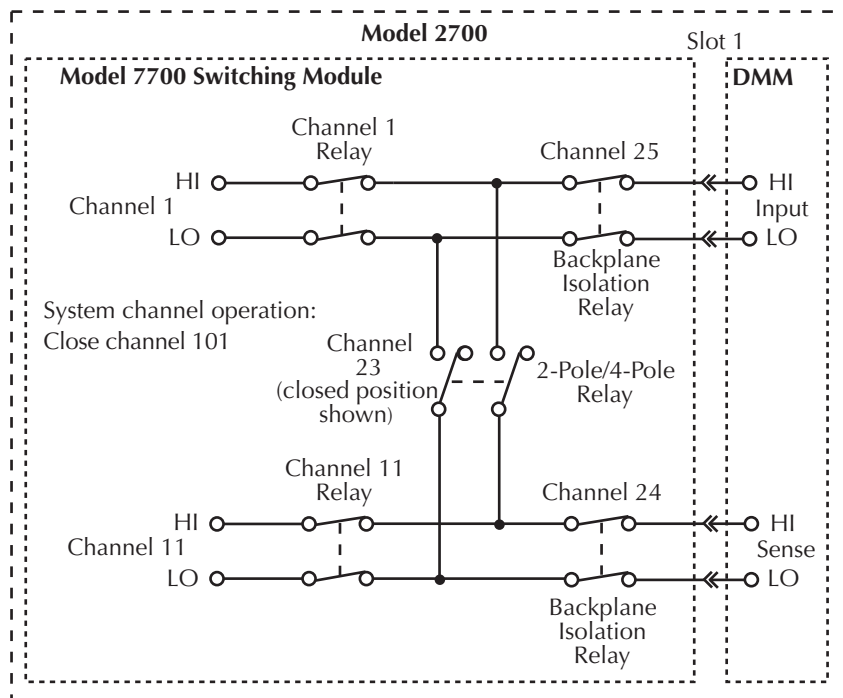 Model 2700
Slot 1
Model 7700 Switching Module
DMM
Channel 1
Relay
Channel 25
HI
HI
Channel 1
Input
LO
LO
Backplane
Isolation
Relay
System channel operation:
Close channel 101
Channel
23
(closed position
shown)
2-Pole/4-Pole
Relay
Channel 11
Relay
Channel 24
HI
HI
Channel 11
Sense
LO
LO
Backplane
Isolation
Relay